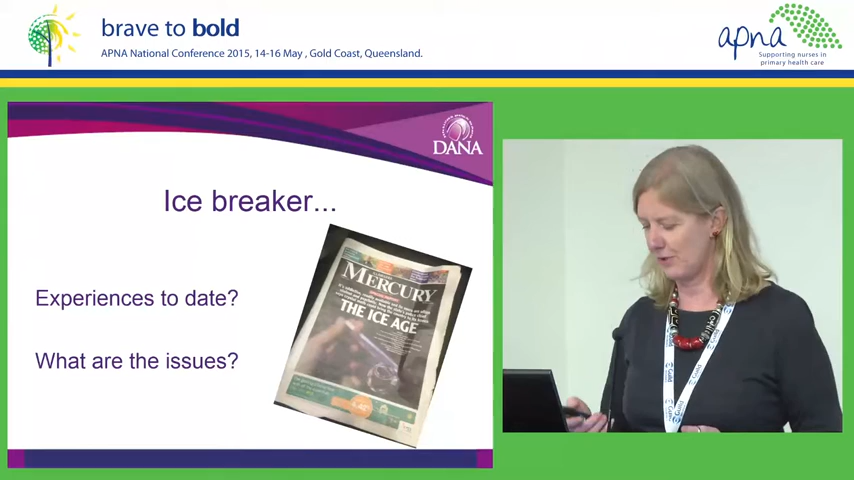 brave to bold
APNA National Conference 2015, 14-16 May , Gold Coast, Queensland.
apna
Supporting nurses in
primary health care
DANA
Ice breaker...
MERCURY
THE ICE AGE
Experiences to date?
What are the issues?